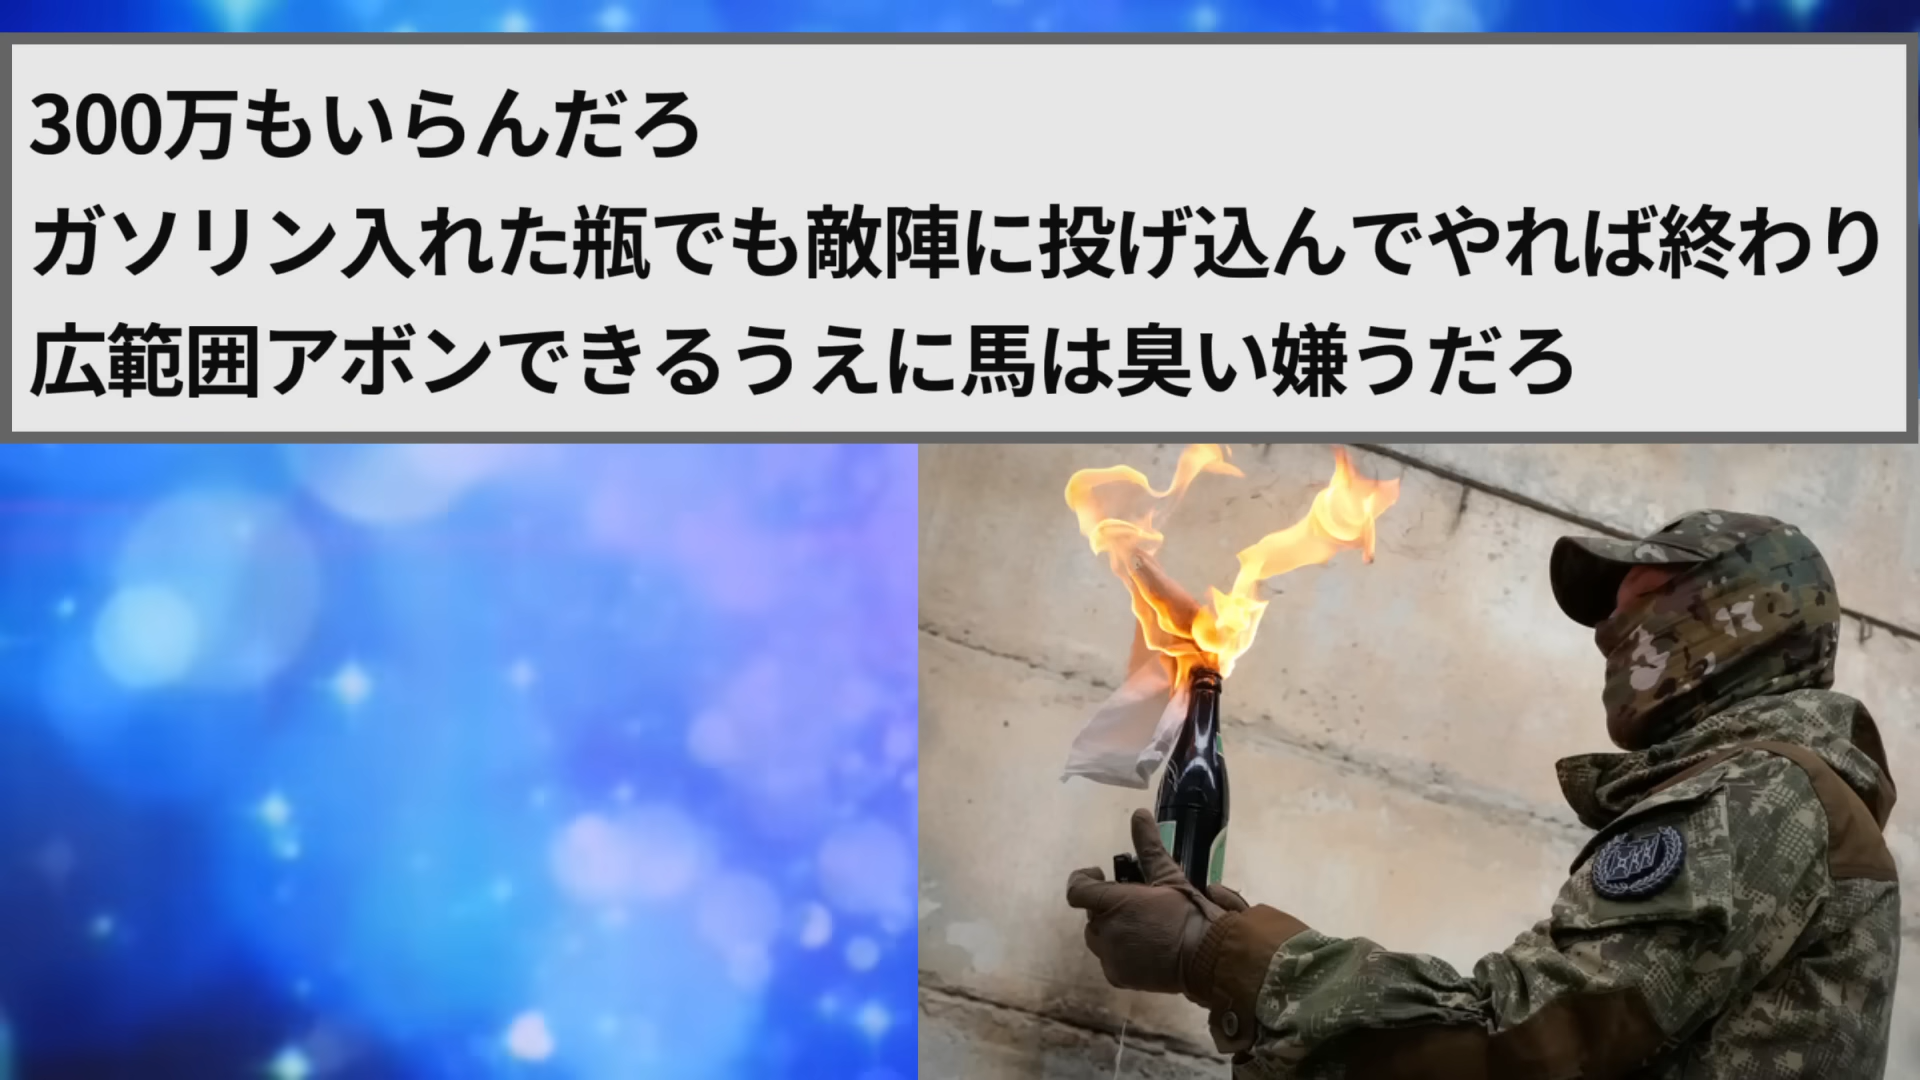 300万もいらんだろ
ガソリン入れた瓶でも敵陣に投げ込んでやれば終わり
広範囲アボンできるうえに馬は臭い嫌うだろ